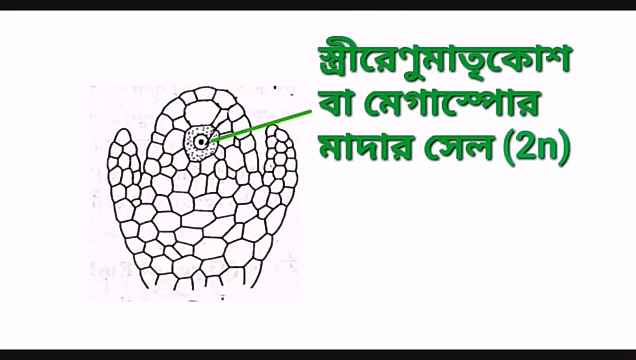 স্ত্রীরেণুমাতৃকোশ
বা মেগাস্পোর
মাদার সেল (2n)